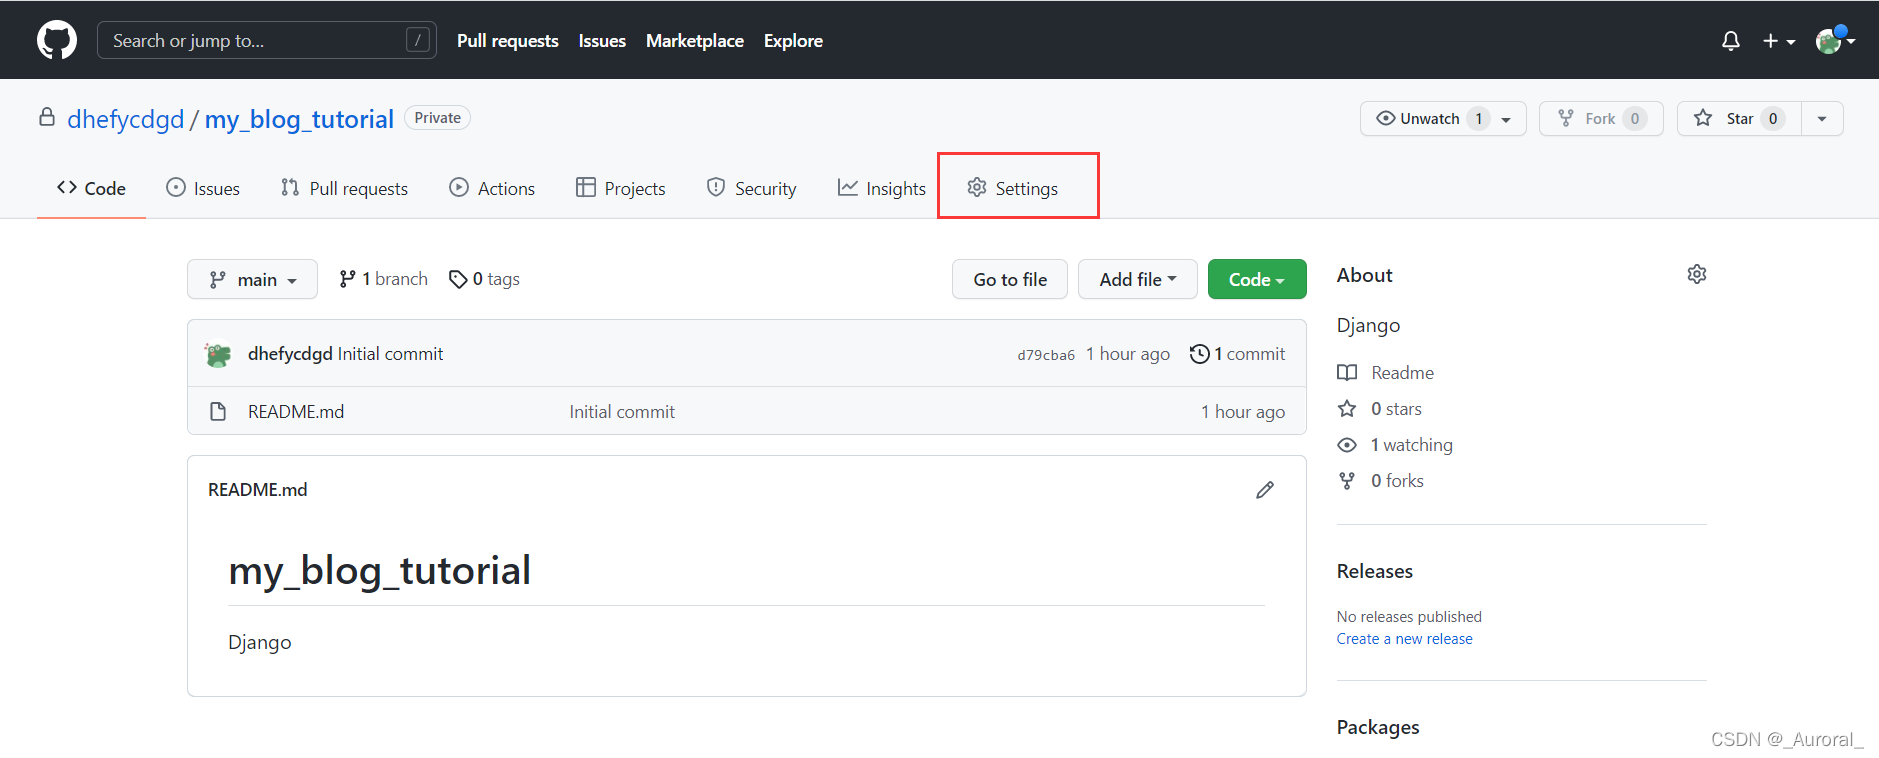 Search or jump to... /
Pull requests Issues Marketplace Explore
dhefycdgd / my_blog_tutorial Private
Unwatch 1 Fork 0 Star 0
Code Issues Pull requests Actions Projects Security Insights Settings
main 1 branch 0 tags Go to file Add file Code
dhefycdgd Initial commit d79cba6 1 hour ago 1 commit
README.md Initial commit 1 hour ago
README.md
my_blog_tutorial
Django
About
Django
Readme
0 stars
1 watching
0 forks
Releases
No releases published
Create a new release
Packages
CSDN @_Auroral_